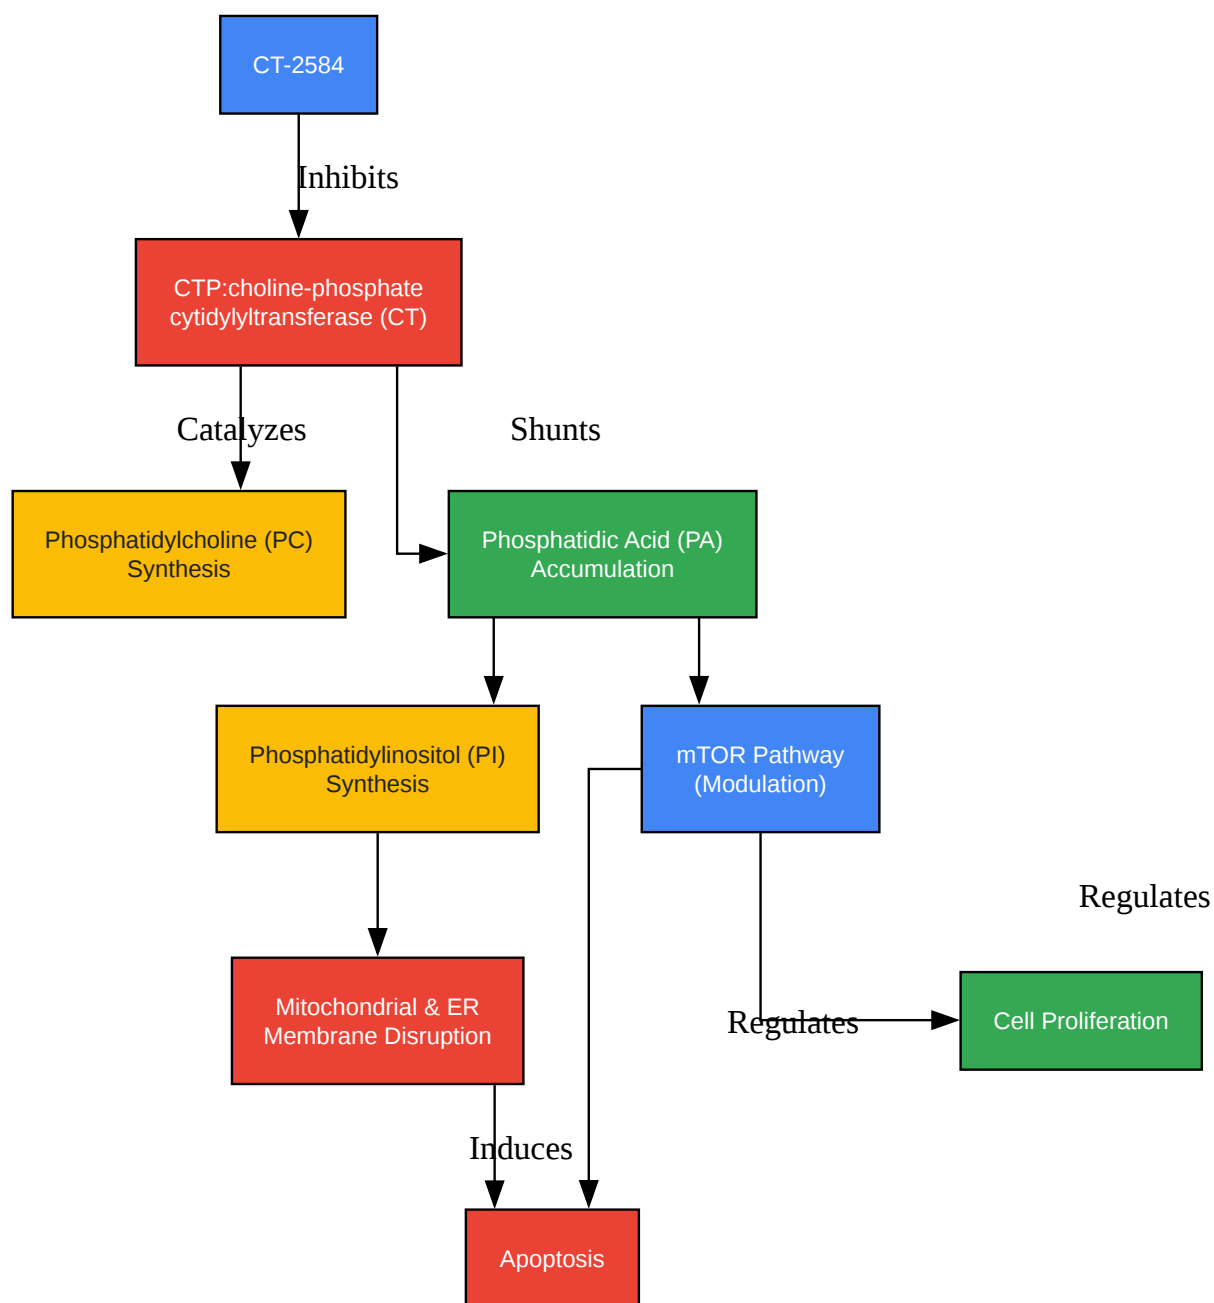 CT-2584
Inhibits
CTP:choline-phosphate
cytidylyltransferase (CT)
Catalyzes
Shunts
Phosphatidylcholine (PC)
Synthesis
Phosphatidic Acid (PA)
Accumulation
Phosphatidylinositol (PI)
Synthesis
mTOR Pathway
(Modulation)
Regulates
Mitochondrial & ER
Membrane Disruption
Regulates
Cell Proliferation
Induces
Apoptosis